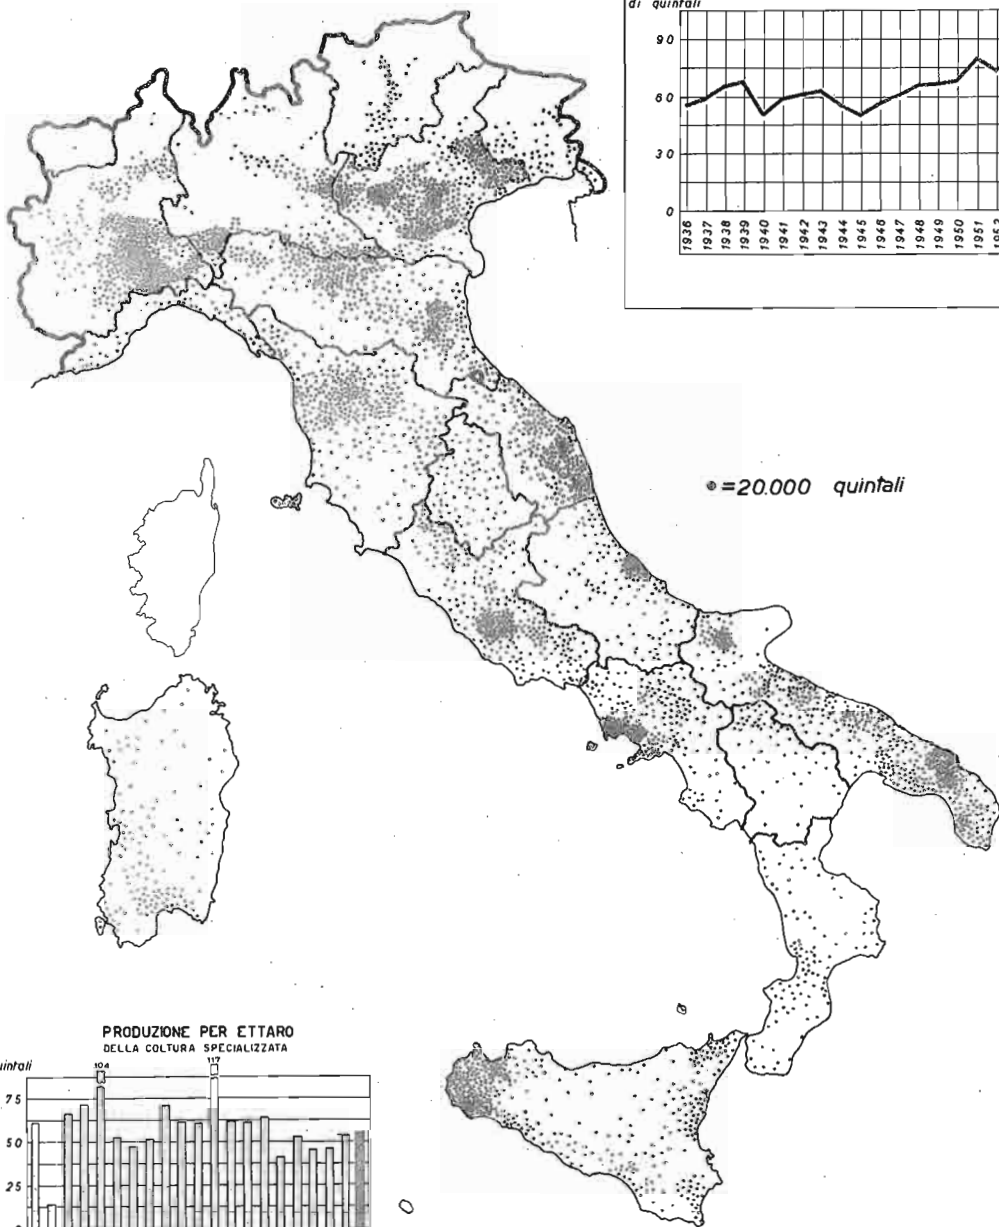 di quintali
90
60
30
0
1936 1937 1938 1939 1940 1941 1942 1943 1944 1945 1946 1947 1948 1949 1950 1951
=20.000 quintali
PRODUZIONE PER ETTARO
DELLA COLTURA SPECIALIZZATA
104
117
75
50
25